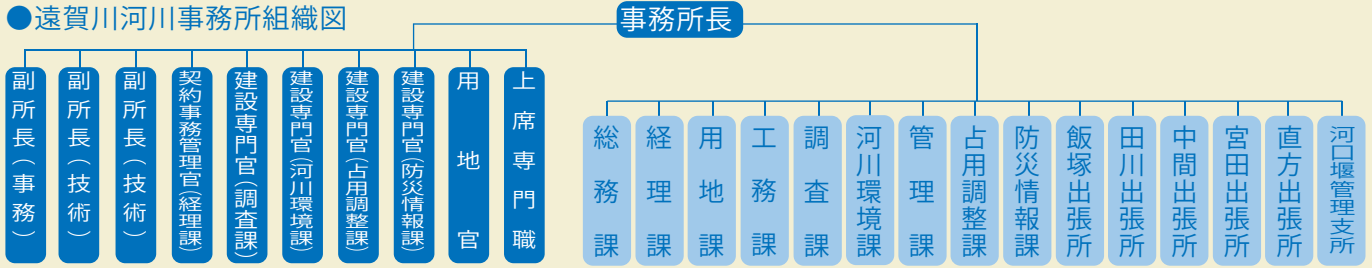 ●遠賀川河川事務所組織図
事務所長
副所長(事務)
副所長(技術)
副所長(技術)
契約事務管理官(経理課)
建設専門官(調査課)
建設専門官(河川環境課)
建設専門官(占用調整課)
建設専門官(防災情報課)
用地官
上席専門職
総務課
経理課
用地課
工務課
調査課
河川環境課
管理課
占用調整課
防災情報課
飯塚出張所
田川出張所
中間出張所
宮田出張所
直方出張所
河口堰管理支所